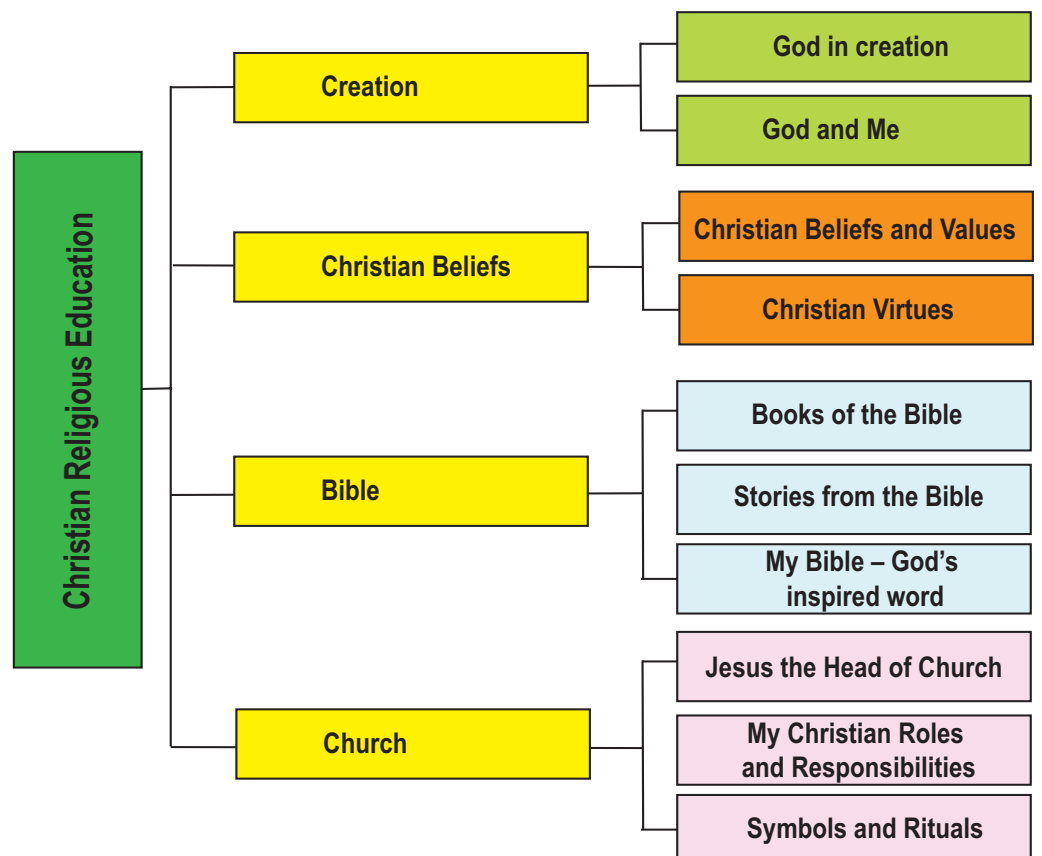 Christian Religious Education
Creation
God in creation
God and Me
Christian Beliefs
Christian Beliefs and Values
Christian Virtues
Bible
Books of the Bible
Stories from the Bible
My Bible – God’s
inspired word
Church
Jesus the Head of Church
My Christian Roles
and Responsibilities
Symbols and Rituals